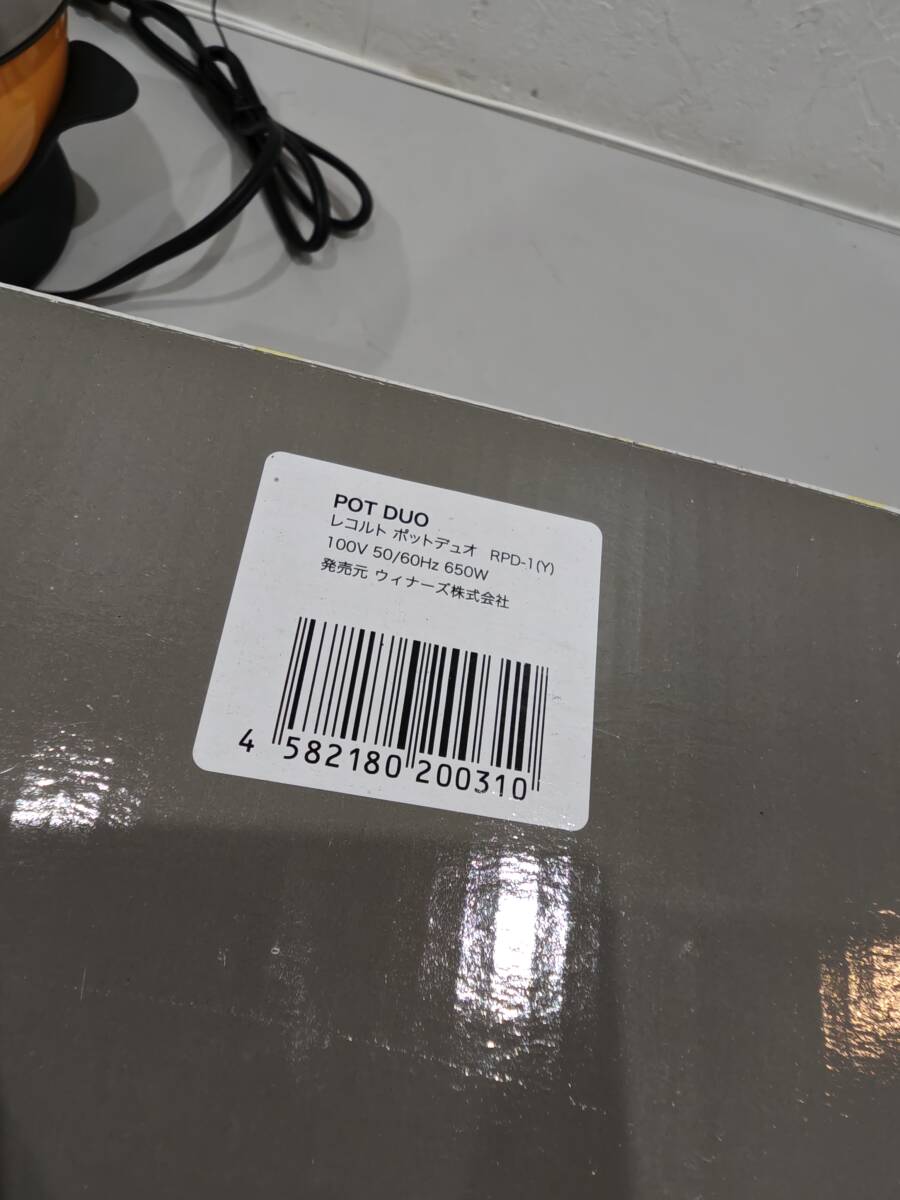 POT DUO
レコルト ポットデュオ RPD-1(Y)
100V 50/60Hz 650W
発売元 ウィナーズ株式会社
4 582180 200310